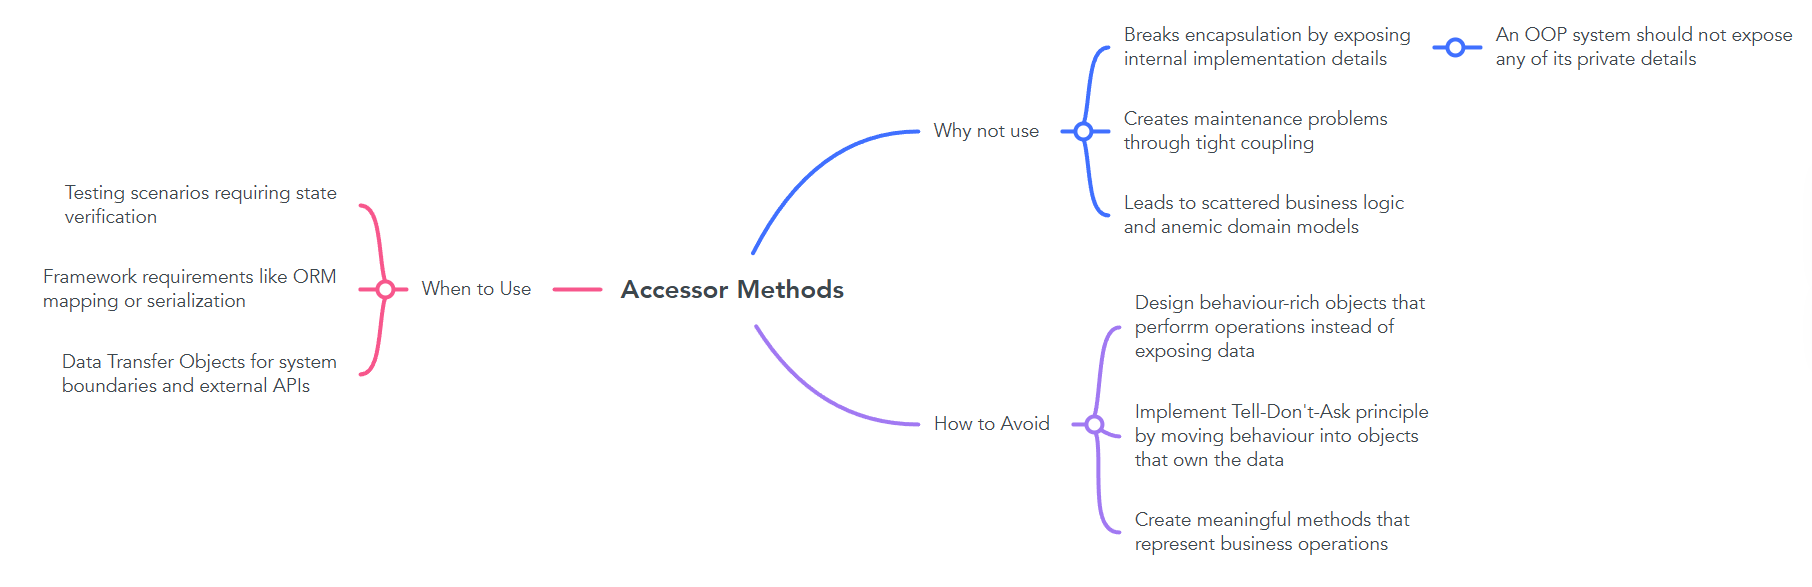 Accessor Methods
Why not use
Breaks encapsulation by exposing
internal implementation details
An OOP system should not expose
any of its private details
Creates maintenance problems
through tight coupling
Leads to scattered business logic
and anemic domain models
How to Avoid
Design behaviour-rich objects that
perform operations instead of
exposing data
Implement Tell-Don't-Ask principle
by moving behaviour into objects
that own the data
Create meaningful methods that
represent business operations
When to Use
Testing scenarios requiring state
verification
Framework requirements like ORM
mapping or serialization
Data Transfer Objects for system
boundaries and external APIs